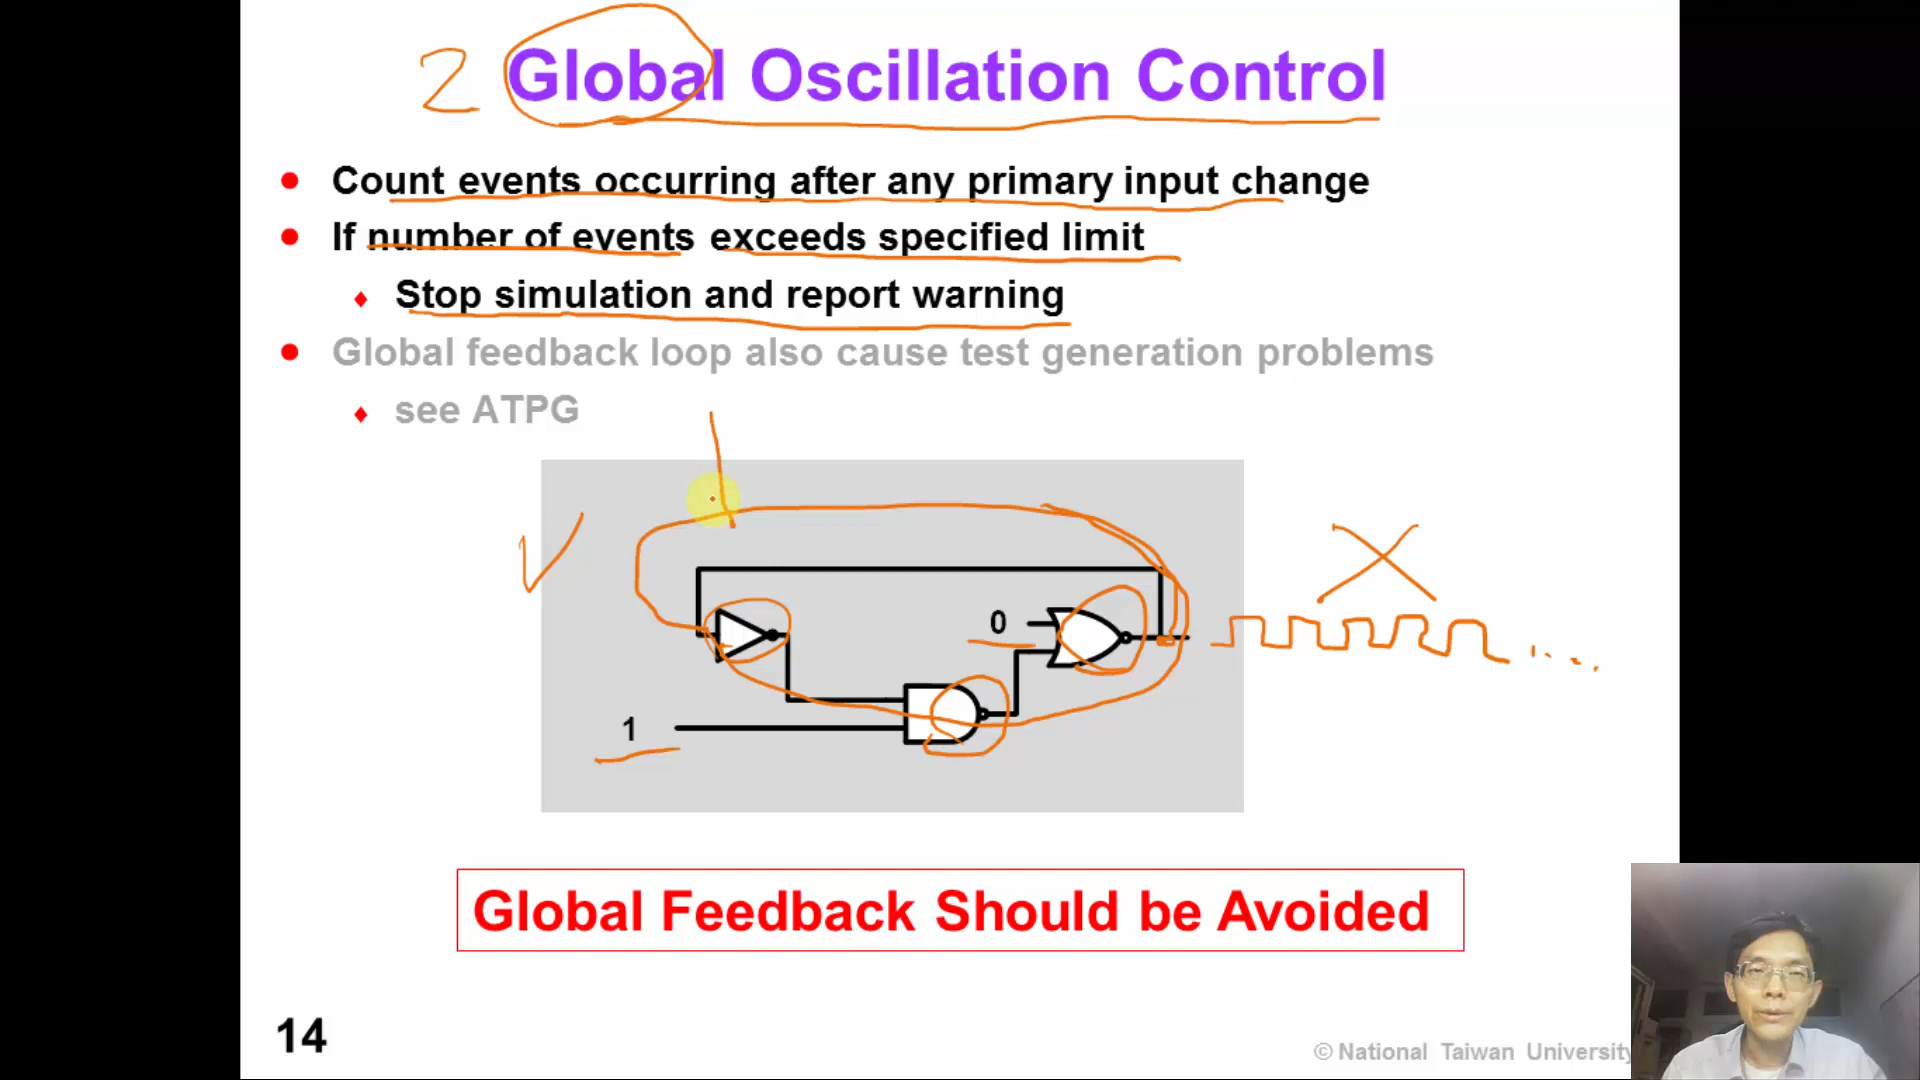 2 Global Oscillation Control
Count events occurring after any primary input change
If number of events exceeds specified limit
Stop simulation and report warning
Global feedback loop also cause test generation problems
see ATPG
0
1
Global Feedback Should be Avoided
14
© National Taiwan University